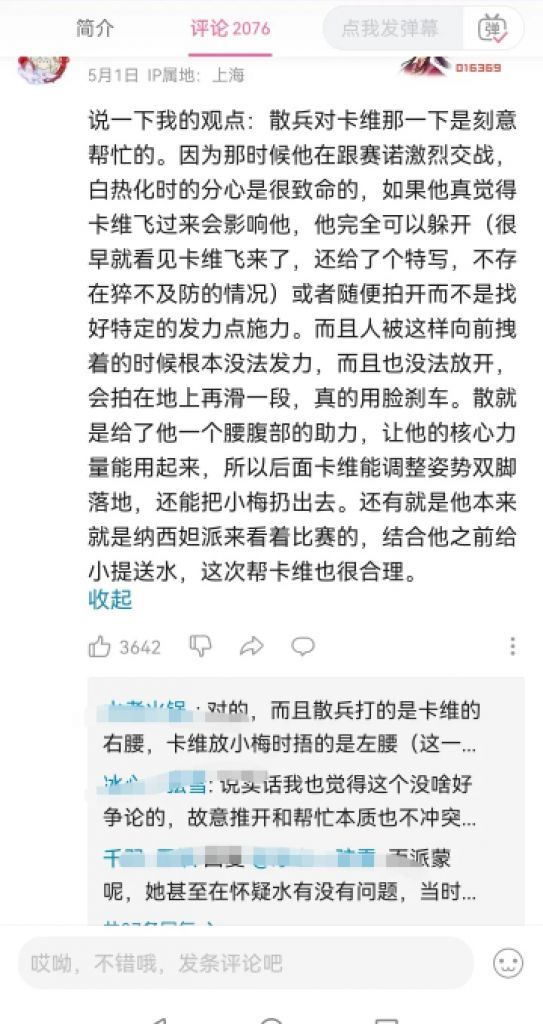 简介
评论 2076
点我发弹幕
弹
5月1日 IP属地：上海
016369
说一下我的观点：散兵对卡维那一下是刻意
帮忙的。因为那时候他在跟赛诺激烈交战，
白热化时的分心是很致命的，如果他真觉得
卡维飞过来会影响他，他完全可以躲开（很
早就看见卡维飞来了，还给了个特写，不存
在猝不及防的情况）或者随便拍开而不是找
好特定的发力点施力。而且人被这样向前拽
着的时候根本没法发力，而且也没法放开，
会拍在地上再滑一段，真的用脸刹车。散就
是给了他一个腰腹部的助力，让他的核心力
量能用起来，所以后面卡维能调整姿势双脚
落地，还能把小梅扔出去。还有就是他本来
就是纳西妲派来看着比赛的，结合他之前给
小提送水，这次帮卡维也很合理。
收起
3642
：对的，而且散兵打的是卡维的
右腰，卡维放小梅时捂的是左腰（这一...
：说实话我也觉得这个没啥好
争论的，故意推开和帮忙本质也不冲突...
而派蒙
呢，她甚至在怀疑水有没有问题，当时...
哎呦，不错哦，发条评论吧